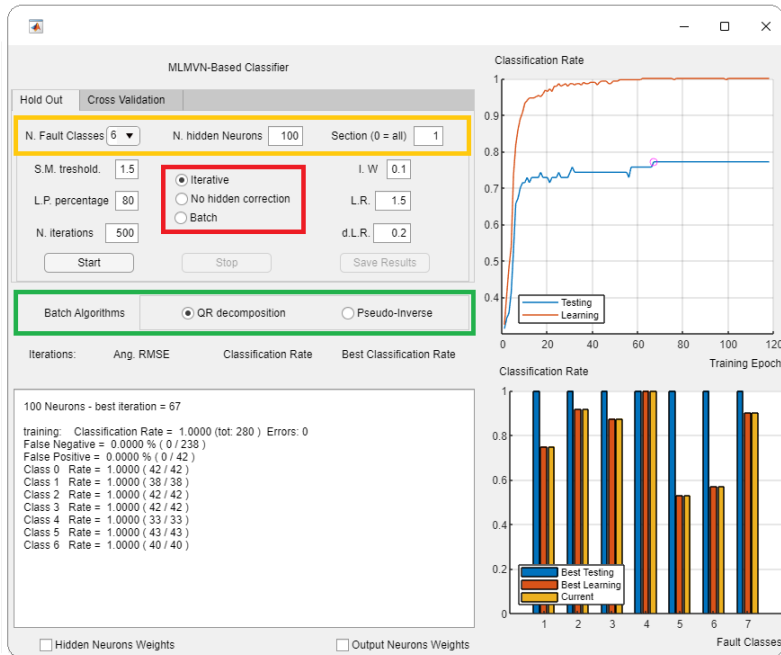 MLMVN-Based Classifier
Hold Out
Cross Validation
N. Fault Classes 6
N. hidden Neurons 100
Section (0 = all) 1
S.M. treshold. 1.5
Iterative
I. W 0.1
L.P. percentage 80
No hidden correction
L.R. 1.5
N. iterations 500
Batch
d.L.R. 0.2
Start
Stop
Save Results
Batch Algorithms
QR decomposition
Pseudo-Inverse
Iterations:
Ang. RMSE
Classification Rate
Best Classification Rate
100 Neurons - best iteration = 67
training: Classification Rate = 1.0000 (tot: 280 ) Errors: 0
False Negative = 0.0000 % ( 0 / 238 )
False Positive = 0.0000 % ( 0 / 42 )
Class 0 Rate = 1.0000 ( 42 / 42 )
Class 1 Rate = 1.0000 ( 38 / 38 )
Class 2 Rate = 1.0000 ( 42 / 42 )
Class 3 Rate = 1.0000 ( 42 / 42 )
Class 4 Rate = 1.0000 ( 33 / 33 )
Class 5 Rate = 1.0000 ( 43 / 43 )
Class 6 Rate = 1.0000 ( 40 / 40 )
Hidden Neurons Weights
Output Neurons Weights
Classification Rate
1
0.9
0.8
0.7
0.6
0.5
0.4
Testing
Learning
0 20 40 60 80 100 120
Training Epoch
Classification Rate
1
0.8
0.6
0.4
0.2
0
Best Testing
Best Learning
Current
1 2 3 4 5 6 7
Fault Classes